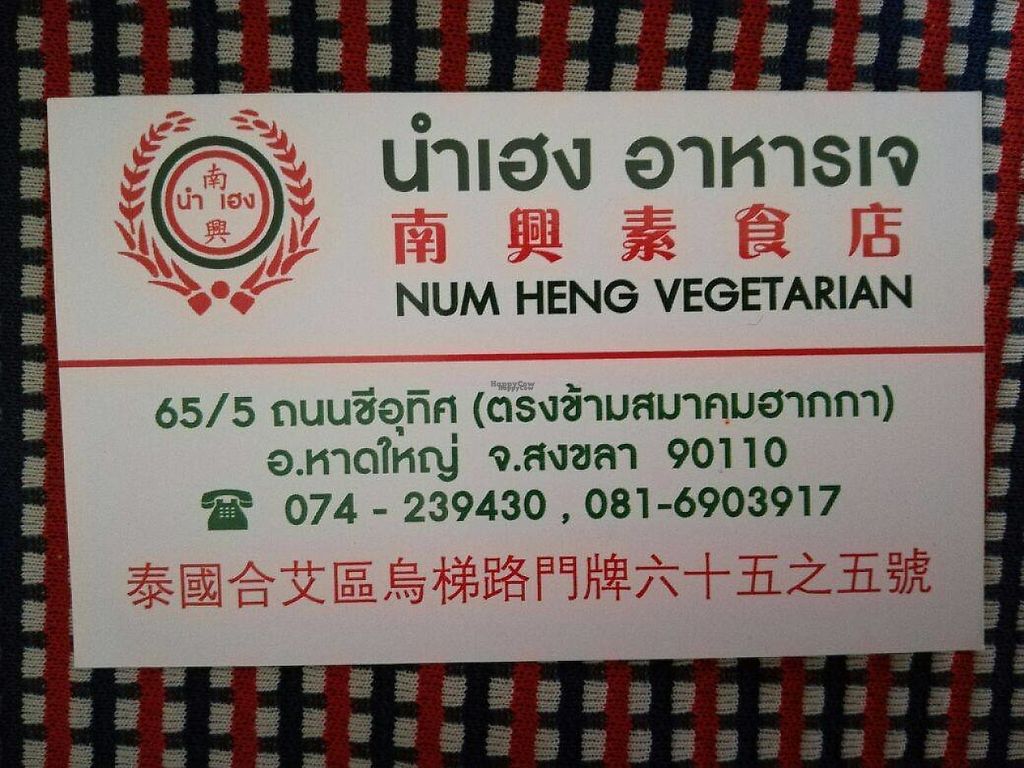 南
นำ เฮง
興
นำเฮง อาหารเจ
南興素食店
NUM HENG VEGETARIAN
HappyCow
HappyCow
65/5 ถนนชีอุทิศ (ตรงข้ามสมาคมฮากกา)
อ.หาดใหญ่ จ.สงขลา 90110
☎ 074 - 239430 , 081-6903917
泰國合艾區烏梯路門牌六十五之五號